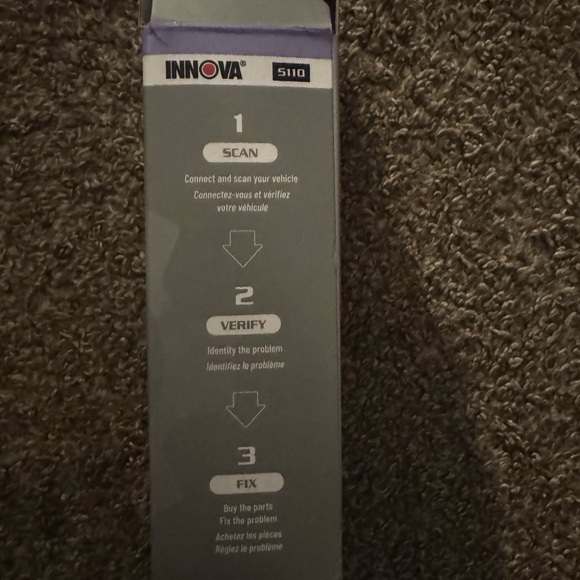 INNOVA® 5110
1
SCAN
Connect and scan your vehicle
Connectez-vous et vérifiez
votre véhicule
2
VERIFY
Identify the problem
Identifiez le problème
3
FIX
Buy the parts
Fix the problem
Achetez les pièces
Réglez le problème